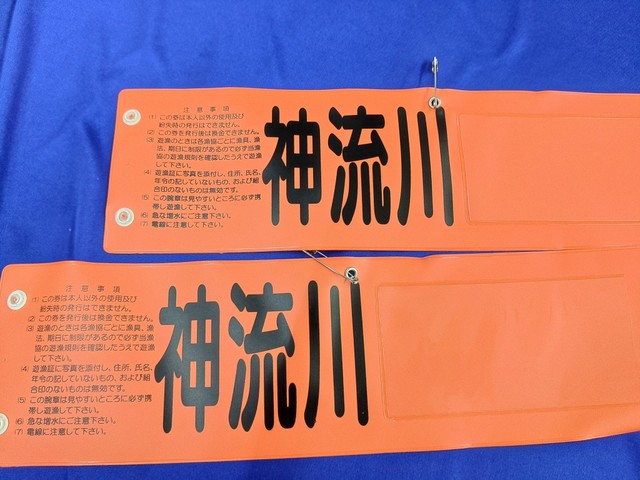 注意事項
(1) この券は本人以外の使用及び
紛失時の発行はできません。
(2) この券を発行後は換金できません。
(3) 遊漁のときは各漁協ごとに漁具、漁
法、期日に制限があるので必ず当漁
協の遊漁規則を確認したうえで遊漁
して下さい。
(4) 遊漁証に写真を添付し、住所、氏名、
年令の記していないもの、および組
合印のないものは無効です。
(5) この腕章は見やすいところに必ず携
帯し遊漁して下さい。
(6) 急な増水にご注意下さい。
(7) 電線に注意して下さい。
神流川
注意事項
(1) この券は本人以外の使用及び
紛失時の発行はできません。
(2) この券を発行後は換金できません。
(3) 遊漁のときは各漁協ごとに漁具、漁
法、期日に制限があるので必ず当漁
協の遊漁規則を確認したうえで遊漁
して下さい。
(4) 遊漁証に写真を添付し、住所、氏名、
年令の記していないもの、および組
合印のないものは無効です。
(5) この腕章は見やすいところに必ず携
帯し遊漁して下さい。
(6) 急な増水にご注意下さい。
(7) 電線に注意して下さい。
神流川